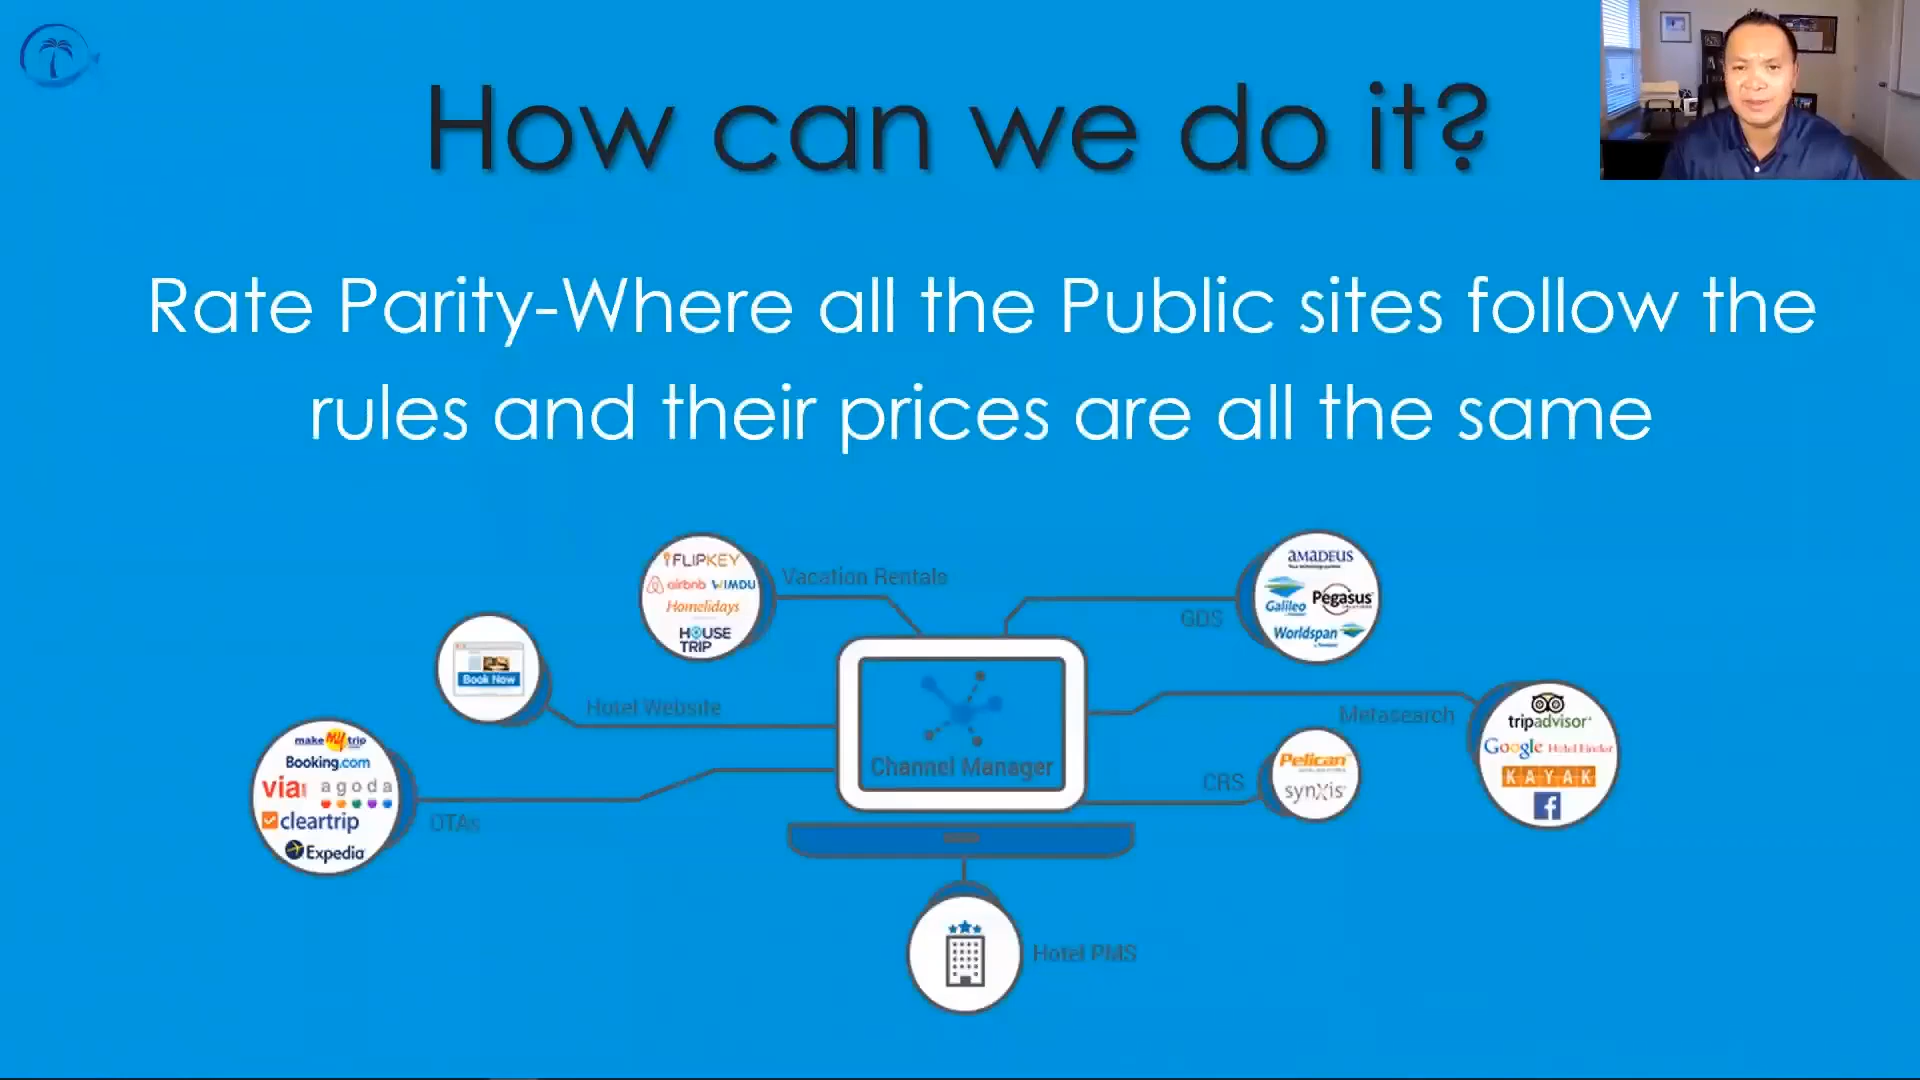 How can we do it?
Rate Parity-Where all the Public sites follow the
rules and their prices are all the same
FLIPKEY
airbnb WIMDU
Homelidays
HOUSE
TRIP
Vacation Rentals
AMADEUS
Galileo Pegasus
Worldspan
GDS
Book Now
Hotel Website
Channel Manager
Metasearch
tripadvisor
Google Hotel Finder
KAYAK
f
make my trip
Booking.com
via agoda
cleartrip
Expedia
OTAs
CRS
Pelican
synXis
Hotel PMS